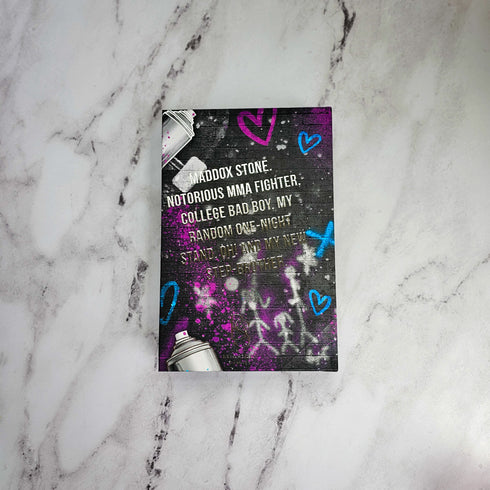 MADDOX STONE.
NOTORIOUS MMA FIGHTER,
COLLEGE BAD BOY, MY
RANDOM ONE-NIGHT
STAND, OH! AND MY NEW
STEP-BROTHER